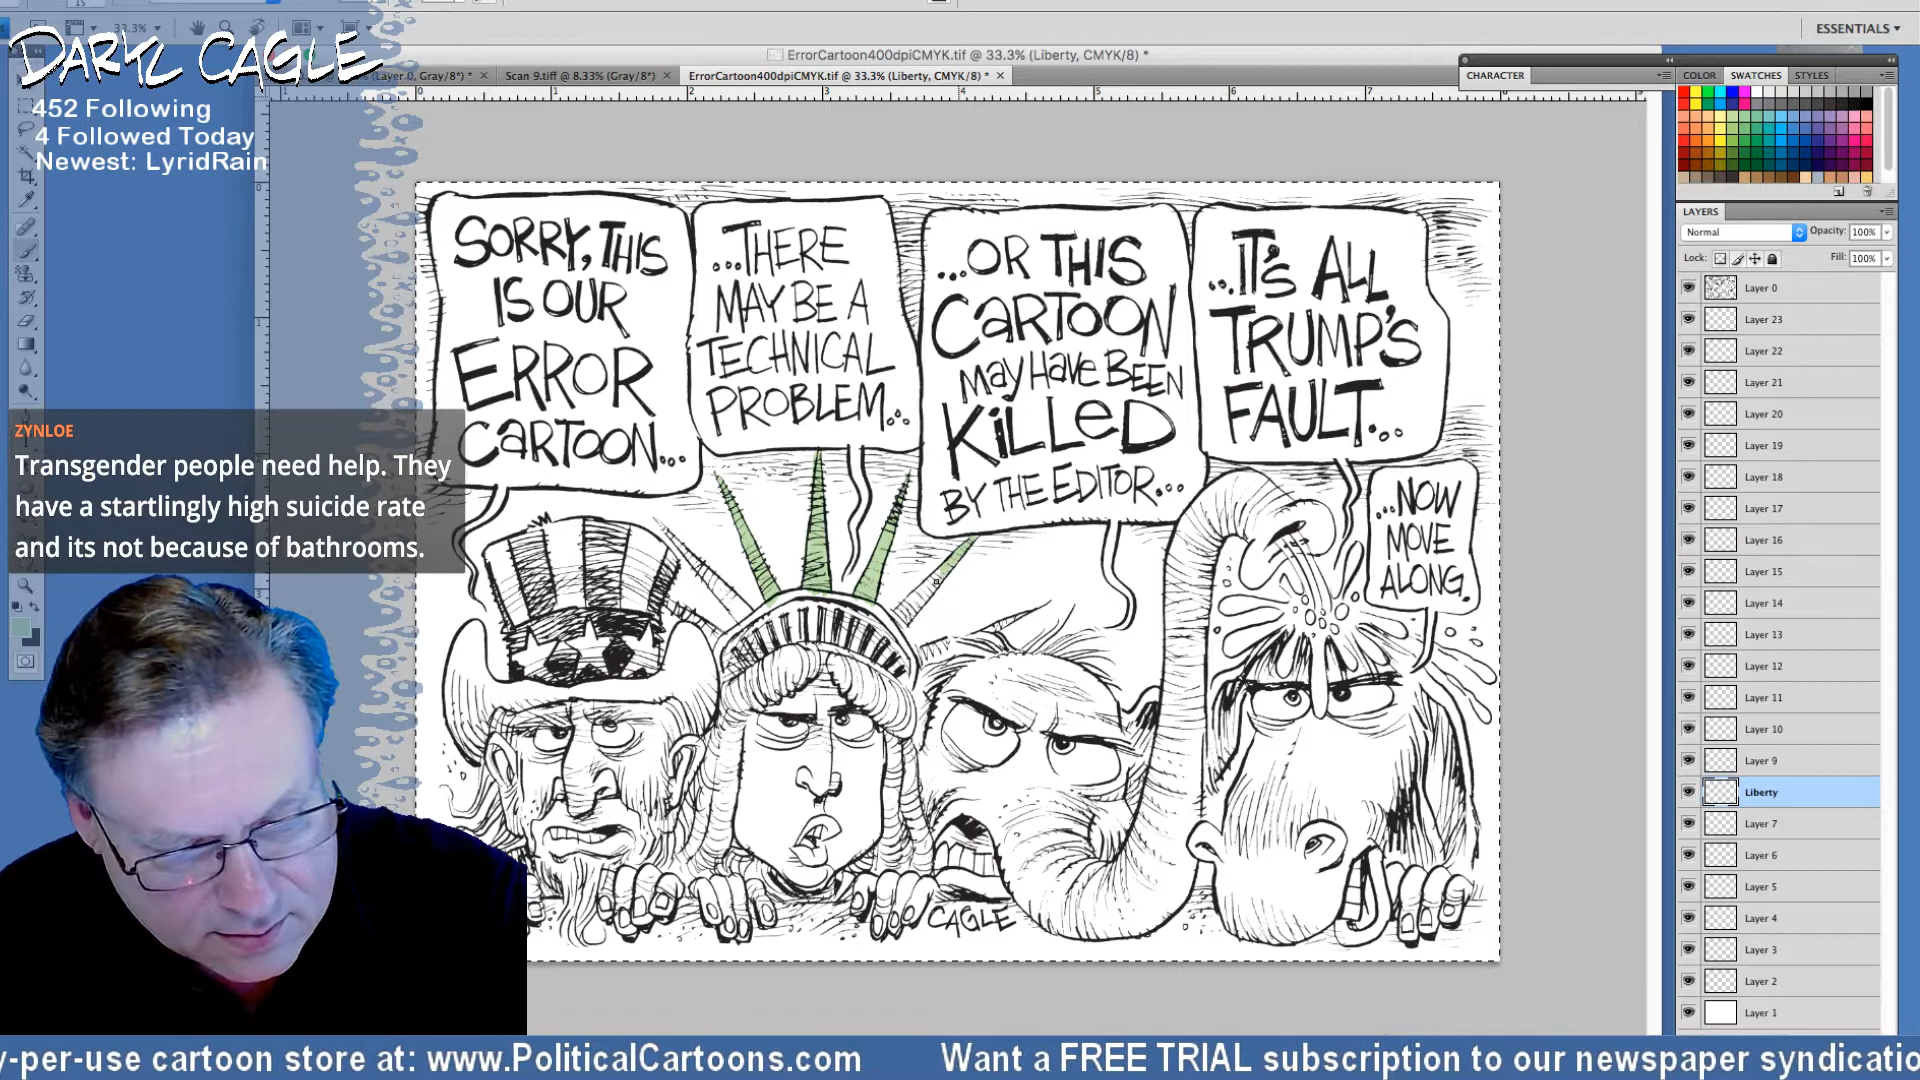 33.3%
ESSENTIALS
DARYL CAGLE
452 Following
4 Followed Today
Newest: LyridRain
ErrorCartoon400dpiCMYK.tif @ 33.3% (Liberty, CMYK/8) *
(Layer 0, Gray/8*) *
Scan 9.tiff @ 8.33% (Gray/8)
ErrorCartoon400dpiCMYK.tif @ 33.3% (Liberty, CMYK/8) *
CHARACTER
COLOR
SWATCHES
STYLES
SORRY, THIS
IS OUR
ERROR
CARTOON...
...THERE
MAY BE A
TECHNICAL
PROBLEM...
...OR THIS
CARTOON
MAY HAVE BEEN
KILLED
BY THE EDITOR...
...IT'S ALL
TRUMP'S
FAULT...
...NOW
MOVE
ALONG.
CAGLE
ZYNLOE
Transgender people need help. They
have a startlingly high suicide rate
and its not because of bathrooms.
LAYERS
Normal
Opacity: 100%
Lock:
Fill: 100%
Layer 0
Layer 23
Layer 22
Layer 21
Layer 20
Layer 19
Layer 18
Layer 17
Layer 16
Layer 15
Layer 14
Layer 13
Layer 12
Layer 11
Layer 10
Layer 9
Liberty
Layer 7
Layer 6
Layer 5
Layer 4
Layer 3
Layer 2
Layer 1
y-per-use cartoon store at: www.PoliticalCartoons.com
Want a FREE TRIAL subscription to our newspaper syndicatio